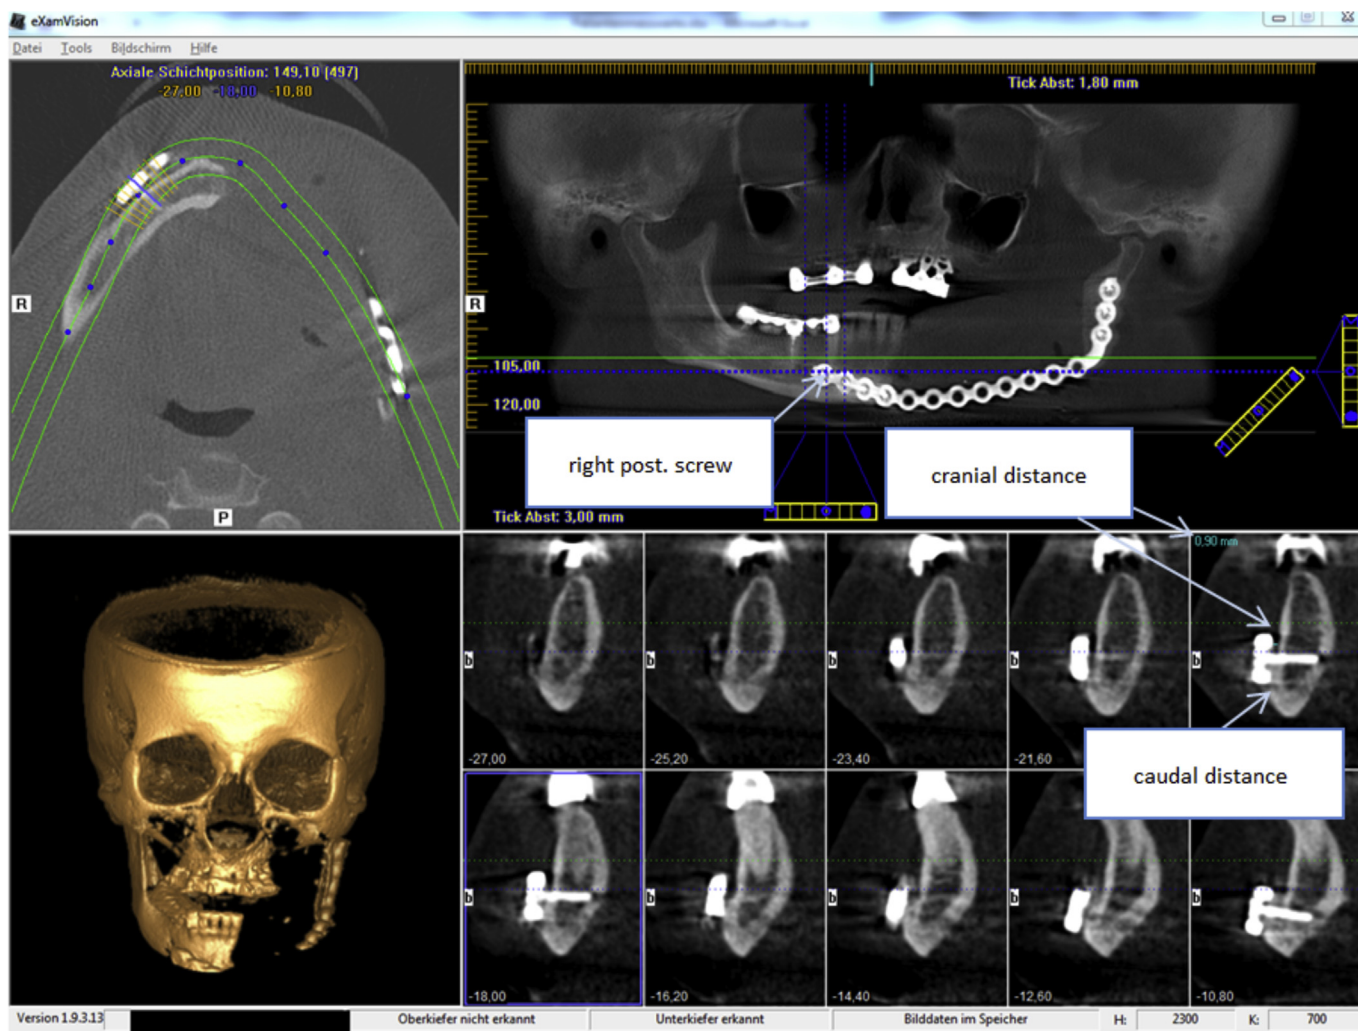 eXamVision
Datei Tools Bildschirm Hilfe
Axiale Schichtposition: 149,10 [497]
-27,00 -18,00 -10,80
R
P
Tick Abst: 1,80 mm
R
105,00
120,00
right post. screw
cranial distance
Tick Abst: 3,00 mm
0,90 mm
b
b
b
b
b
-27,00
-25,20
-23,40
-21,60
caudal distance
b
b
b
b
b
-18,00
-16,20
-14,40
-12,60
-10,80
Version 1.9.3.13
Oberkiefer nicht erkannt
Unterkiefer erkannt
Bilddaten im Speicher
H: 2300
K: 700